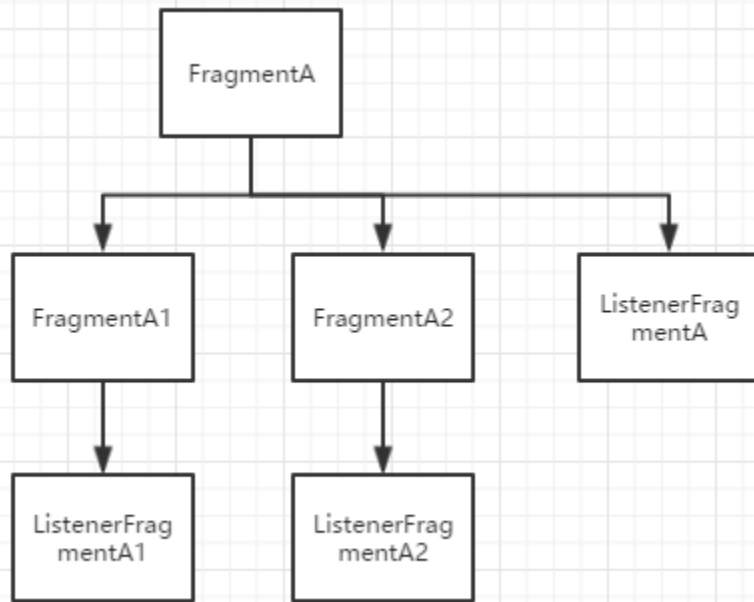 FragmentA
FragmentA1
FragmentA2
ListenerFrag
mentA
ListenerFrag
mentA1
ListenerFrag
mentA2